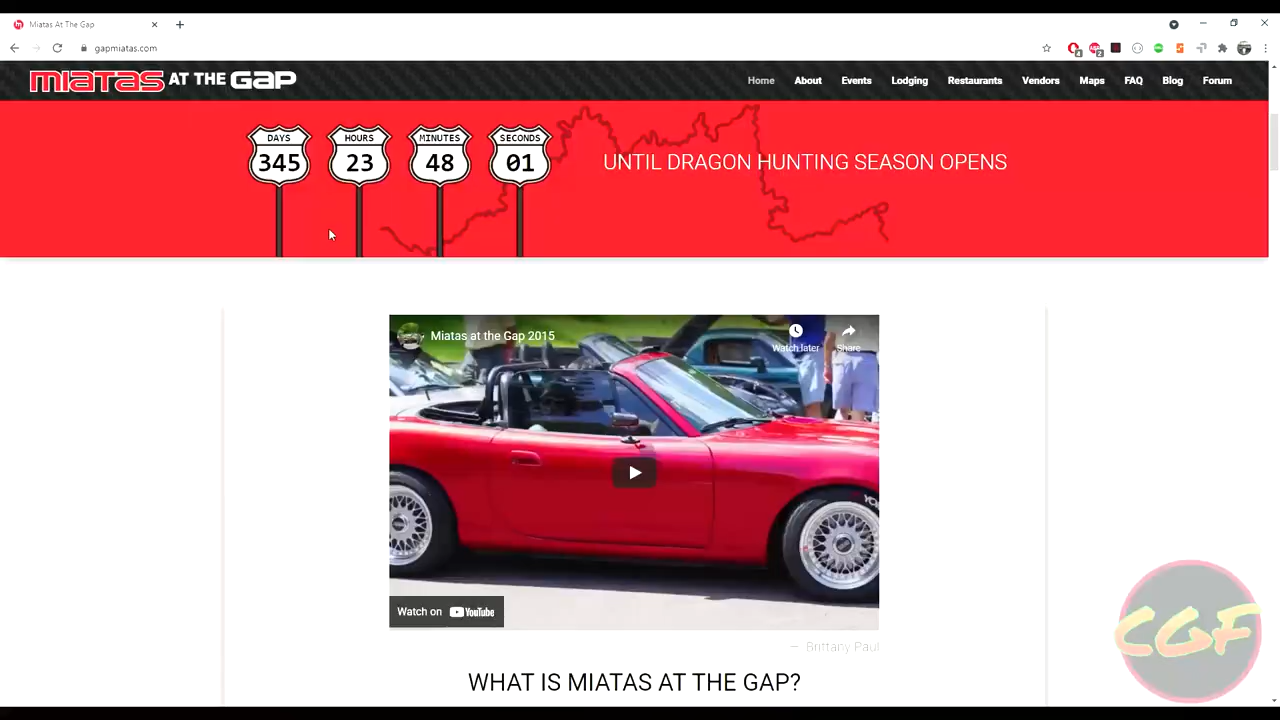 Miatas At The Gap
gapmiatas.com
4
2
MIATAS AT THE GAP
Home About Events Lodging Restaurants Vendors Maps FAQ Blog Forum
DAYS HOURS MINUTES SECONDS
345 23 48 01
UNTIL DRAGON HUNTING SEASON OPENS
Miatas at the Gap 2015
Watch later Share
Watch on YouTube
— Brittany Paul
WHAT IS MIATAS AT THE GAP?
CGF